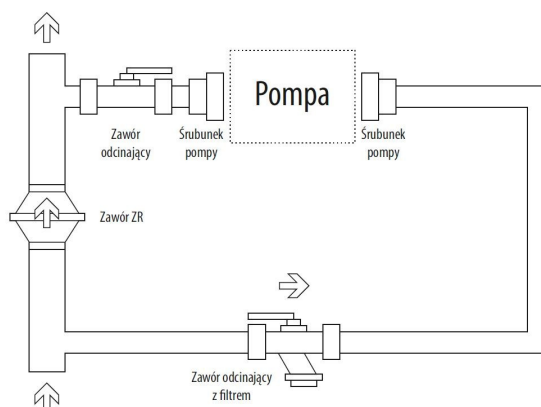 Pompa
Zawór
odcinający
Śrubunek
pompy
Śrubunek
pompy
Zawór ZR
Zawór odcinający
z filtrem